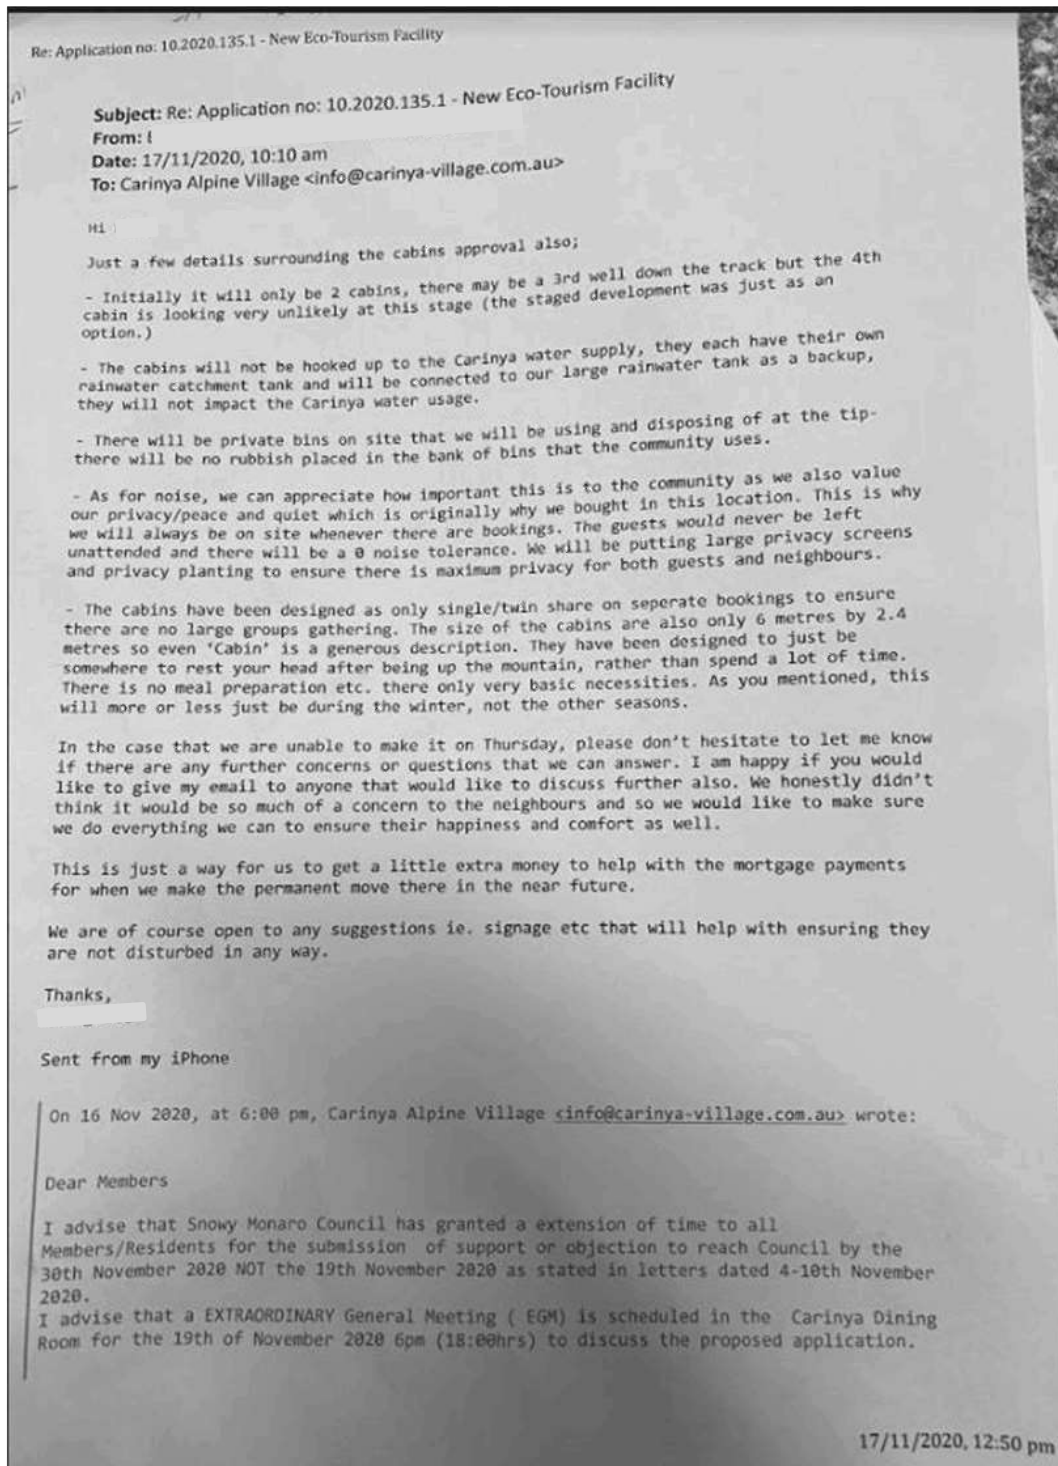 Re: Application no: 10.2020.135.1 - New Eco-Tourism Facility
Subject: Re: Application no: 10.2020.135.1 - New Eco-Tourism Facility
From:
Date: 17/11/2020, 10:10 am
To: Carinya Alpine Village <info@carinya-village.com.au>
Hi
Just a few details surrounding the cabins approval also;
- Initially it will only be 2 cabins, there may be a 3rd well down the track but the 4th
cabin is looking very unlikely at this stage (the staged development was just as an
option.)
- The cabins will not be hooked up to the Carinya water supply, they each have their own
rainwater catchment tank and will be connected to our large rainwater tank as a backup,
they will not impact the Carinya water usage.
- There will be private bins on site that we will be using and disposing of at the tip-
there will be no rubbish placed in the bank of bins that the community uses.
- As for noise, we can appreciate how important this is to the community as we also value
our privacy/peace and quiet which is originally why we bought in this location. This is why
we will always be on site whenever there are bookings. The guests would never be left
unattended and there will be a 0 noise tolerance. We will be putting large privacy screens
and privacy planting to ensure there is maximum privacy for both guests and neighbours.
- The cabins have been designed as only single/twin share on seperate bookings to ensure
there are no large groups gathering. The size of the cabins are also only 6 metres by 2.4
metres so even 'Cabin' is a generous description. They have been designed to just be
somewhere to rest your head after being up the mountain, rather than spend a lot of time.
There is no meal preparation etc. there only very basic necessities. As you mentioned, this
will more or less just be during the winter, not the other seasons.
In the case that we are unable to make it on Thursday, please don't hesitate to let me know
if there are any further concerns or questions that we can answer. I am happy if you would
like to give my email to anyone that would like to discuss further also. We honestly didn't
think it would be so much of a concern to the neighbours and so we would like to make sure
we do everything we can to ensure their happiness and comfort as well.
This is just a way for us to get a little extra money to help with the mortgage payments
for when we make the permanent move there in the near future.
We are of course open to any suggestions ie. signage etc that will help with ensuring they
are not disturbed in any way.
Thanks,
Sent from my iPhone
On 16 Nov 2020, at 6:00 pm, Carinya Alpine Village <info@carinya-village.com.au> wrote:
Dear Members
I advise that Snowy Monaro Council has granted a extension of time to all
Members/Residents for the submission of support or objection to reach Council by the
30th November 2020 NOT the 19th November 2020 as stated in letters dated 4-10th November
2020.
I advise that a EXTRAORDINARY General Meeting ( EGM) is scheduled in the Carinya Dining
Room for the 19th of November 2020 6pm (18:00hrs) to discuss the proposed application.
17/11/2020, 12:50 pm